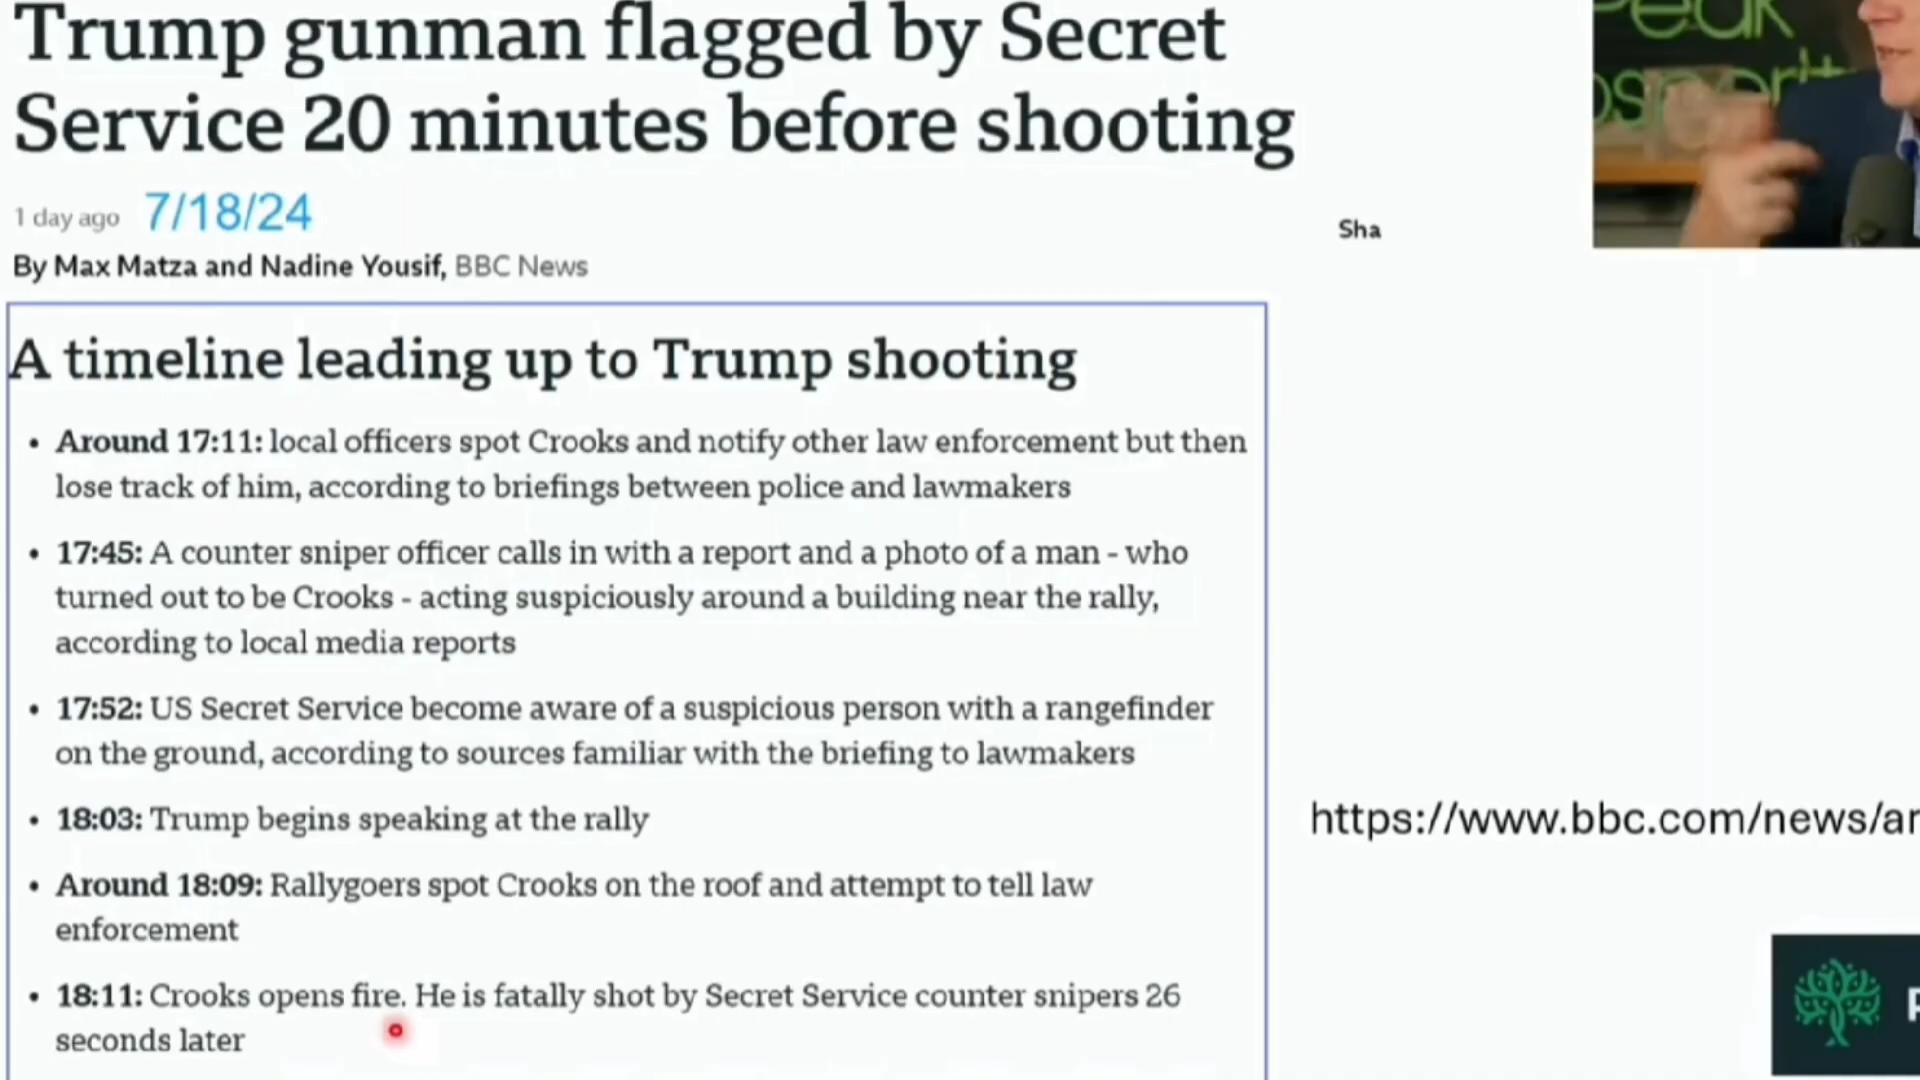 Trump gunman flagged by Secret
Service 20 minutes before shooting
1 day ago 7/18/24
Sha
By Max Matza and Nadine Yousif, BBC News
A timeline leading up to Trump shooting
• Around 17:11: local officers spot Crooks and notify other law enforcement but then
lose track of him, according to briefings between police and lawmakers
• 17:45: A counter sniper officer calls in with a report and a photo of a man - who
turned out to be Crooks - acting suspiciously around a building near the rally,
according to local media reports
• 17:52: US Secret Service become aware of a suspicious person with a rangefinder
on the ground, according to sources familiar with the briefing to lawmakers
• 18:03: Trump begins speaking at the rally
https://www.bbc.com/news/ar
• Around 18:09: Rallygoers spot Crooks on the roof and attempt to tell law
enforcement
• 18:11: Crooks opens fire. He is fatally shot by Secret Service counter snipers 26
seconds later